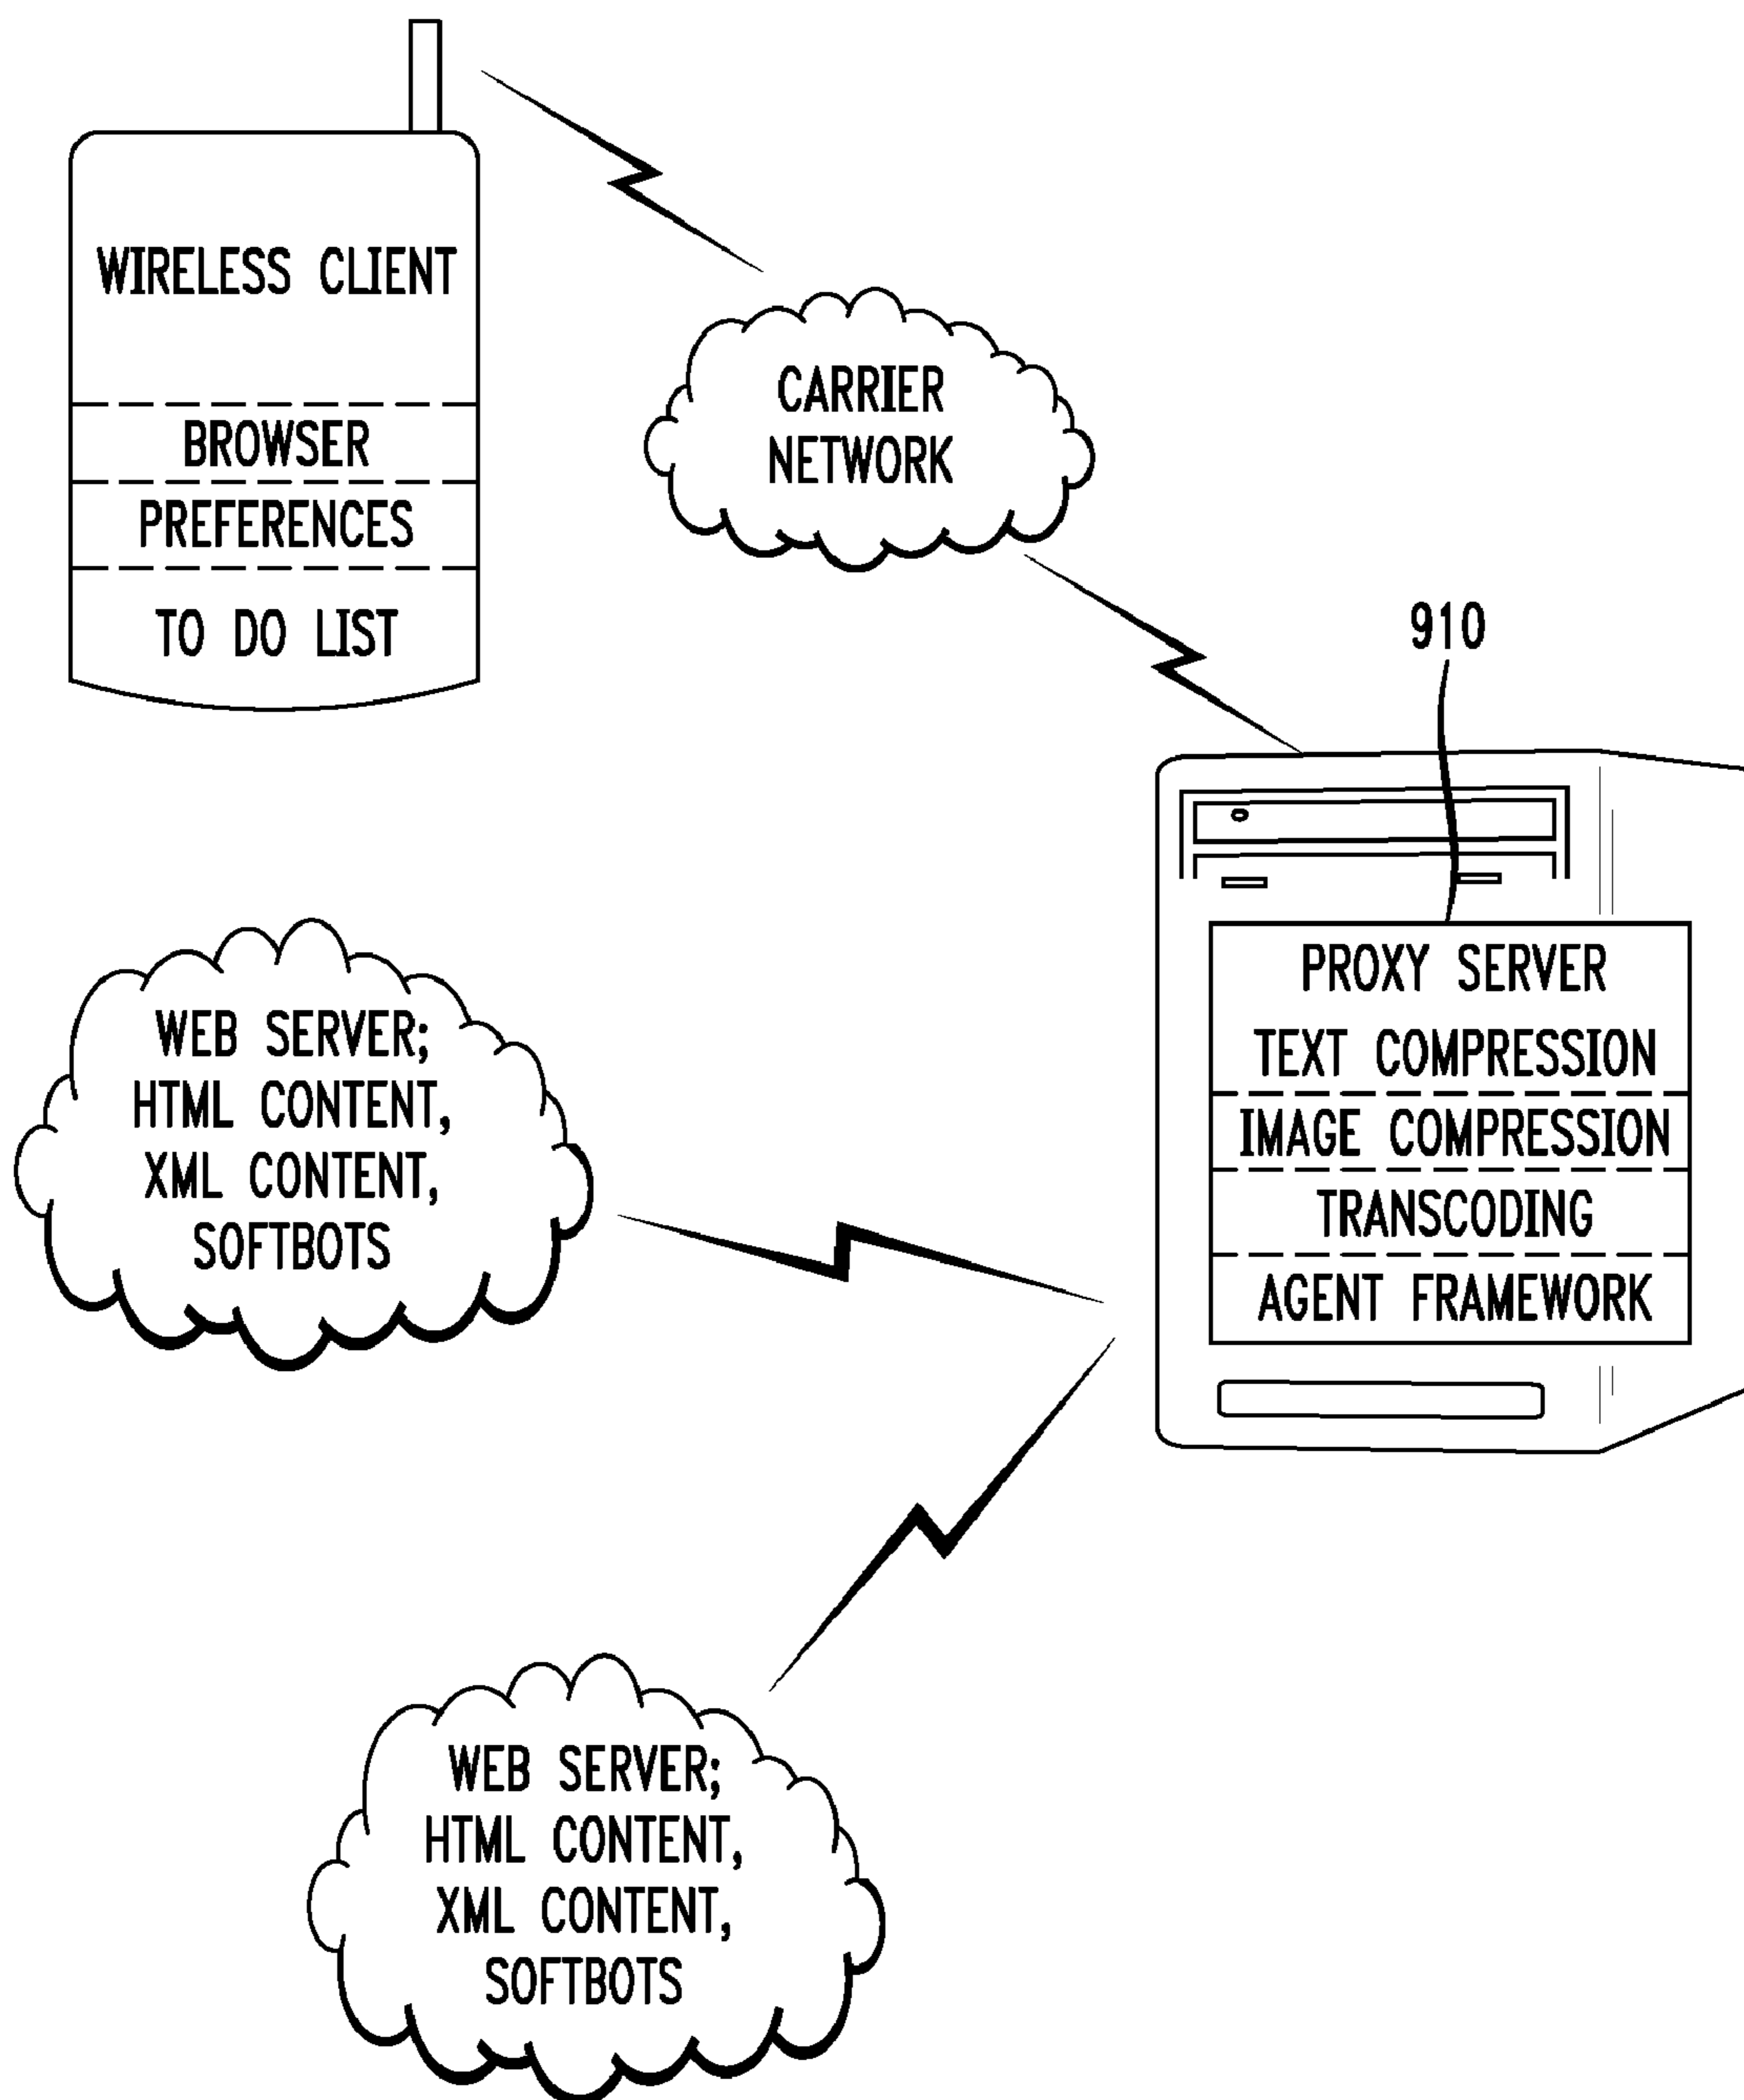 WIRELESS CLIENT
BROWSER
PREFERENCES
TO DO LIST
CARRIER
NETWORK
910
PROXY SERVER
TEXT COMPRESSION
IMAGE COMPRESSION
TRANSCODING
AGENT FRAMEWORK
WEB SERVER;
HTML CONTENT,
XML CONTENT,
SOFTBOTS
WEB SERVER;
HTML CONTENT,
XML CONTENT,
SOFTBOTS